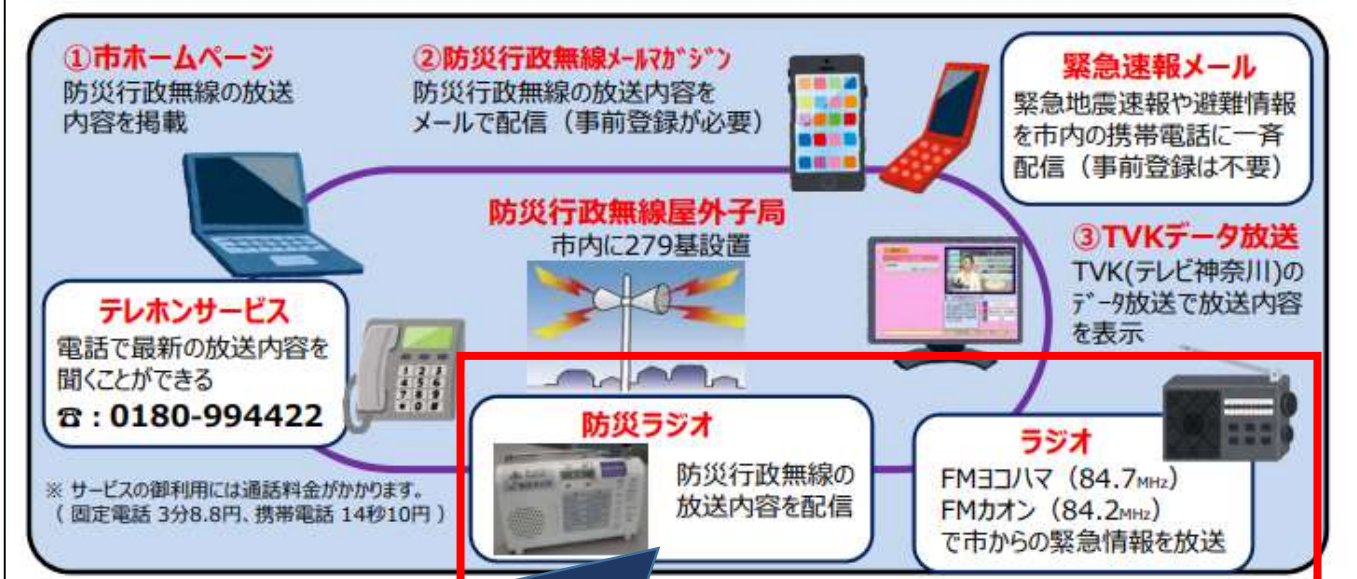 ①市ホームページ
防災行政無線の放送
内容を掲載
②防災行政無線ﾒｰﾙﾏｶﾞｼﾞﾝ
防災行政無線の放送内容を
メールで配信（事前登録が必要）
緊急速報メール
緊急地震速報や避難情報
を市内の携帯電話に一斉
配信（事前登録は不要）
防災行政無線屋外子局
市内に279基設置
③TVKデータ放送
TVK(テレビ神奈川)の
ﾃﾞｰﾀ放送で放送内容
を表示
テレホンサービス
電話で最新の放送内容を
聞くことができる
☎：0180-994422
※ サービスの御利用には通話料金がかかります。
（ 固定電話 3分8.8円、携帯電話 14秒10円 ）
防災ラジオ
防災行政無線の
放送内容を配信
ラジオ
FMヨコハマ（84.7MHz）
FMカオン（84.2MHz）
で市からの緊急情報を放送